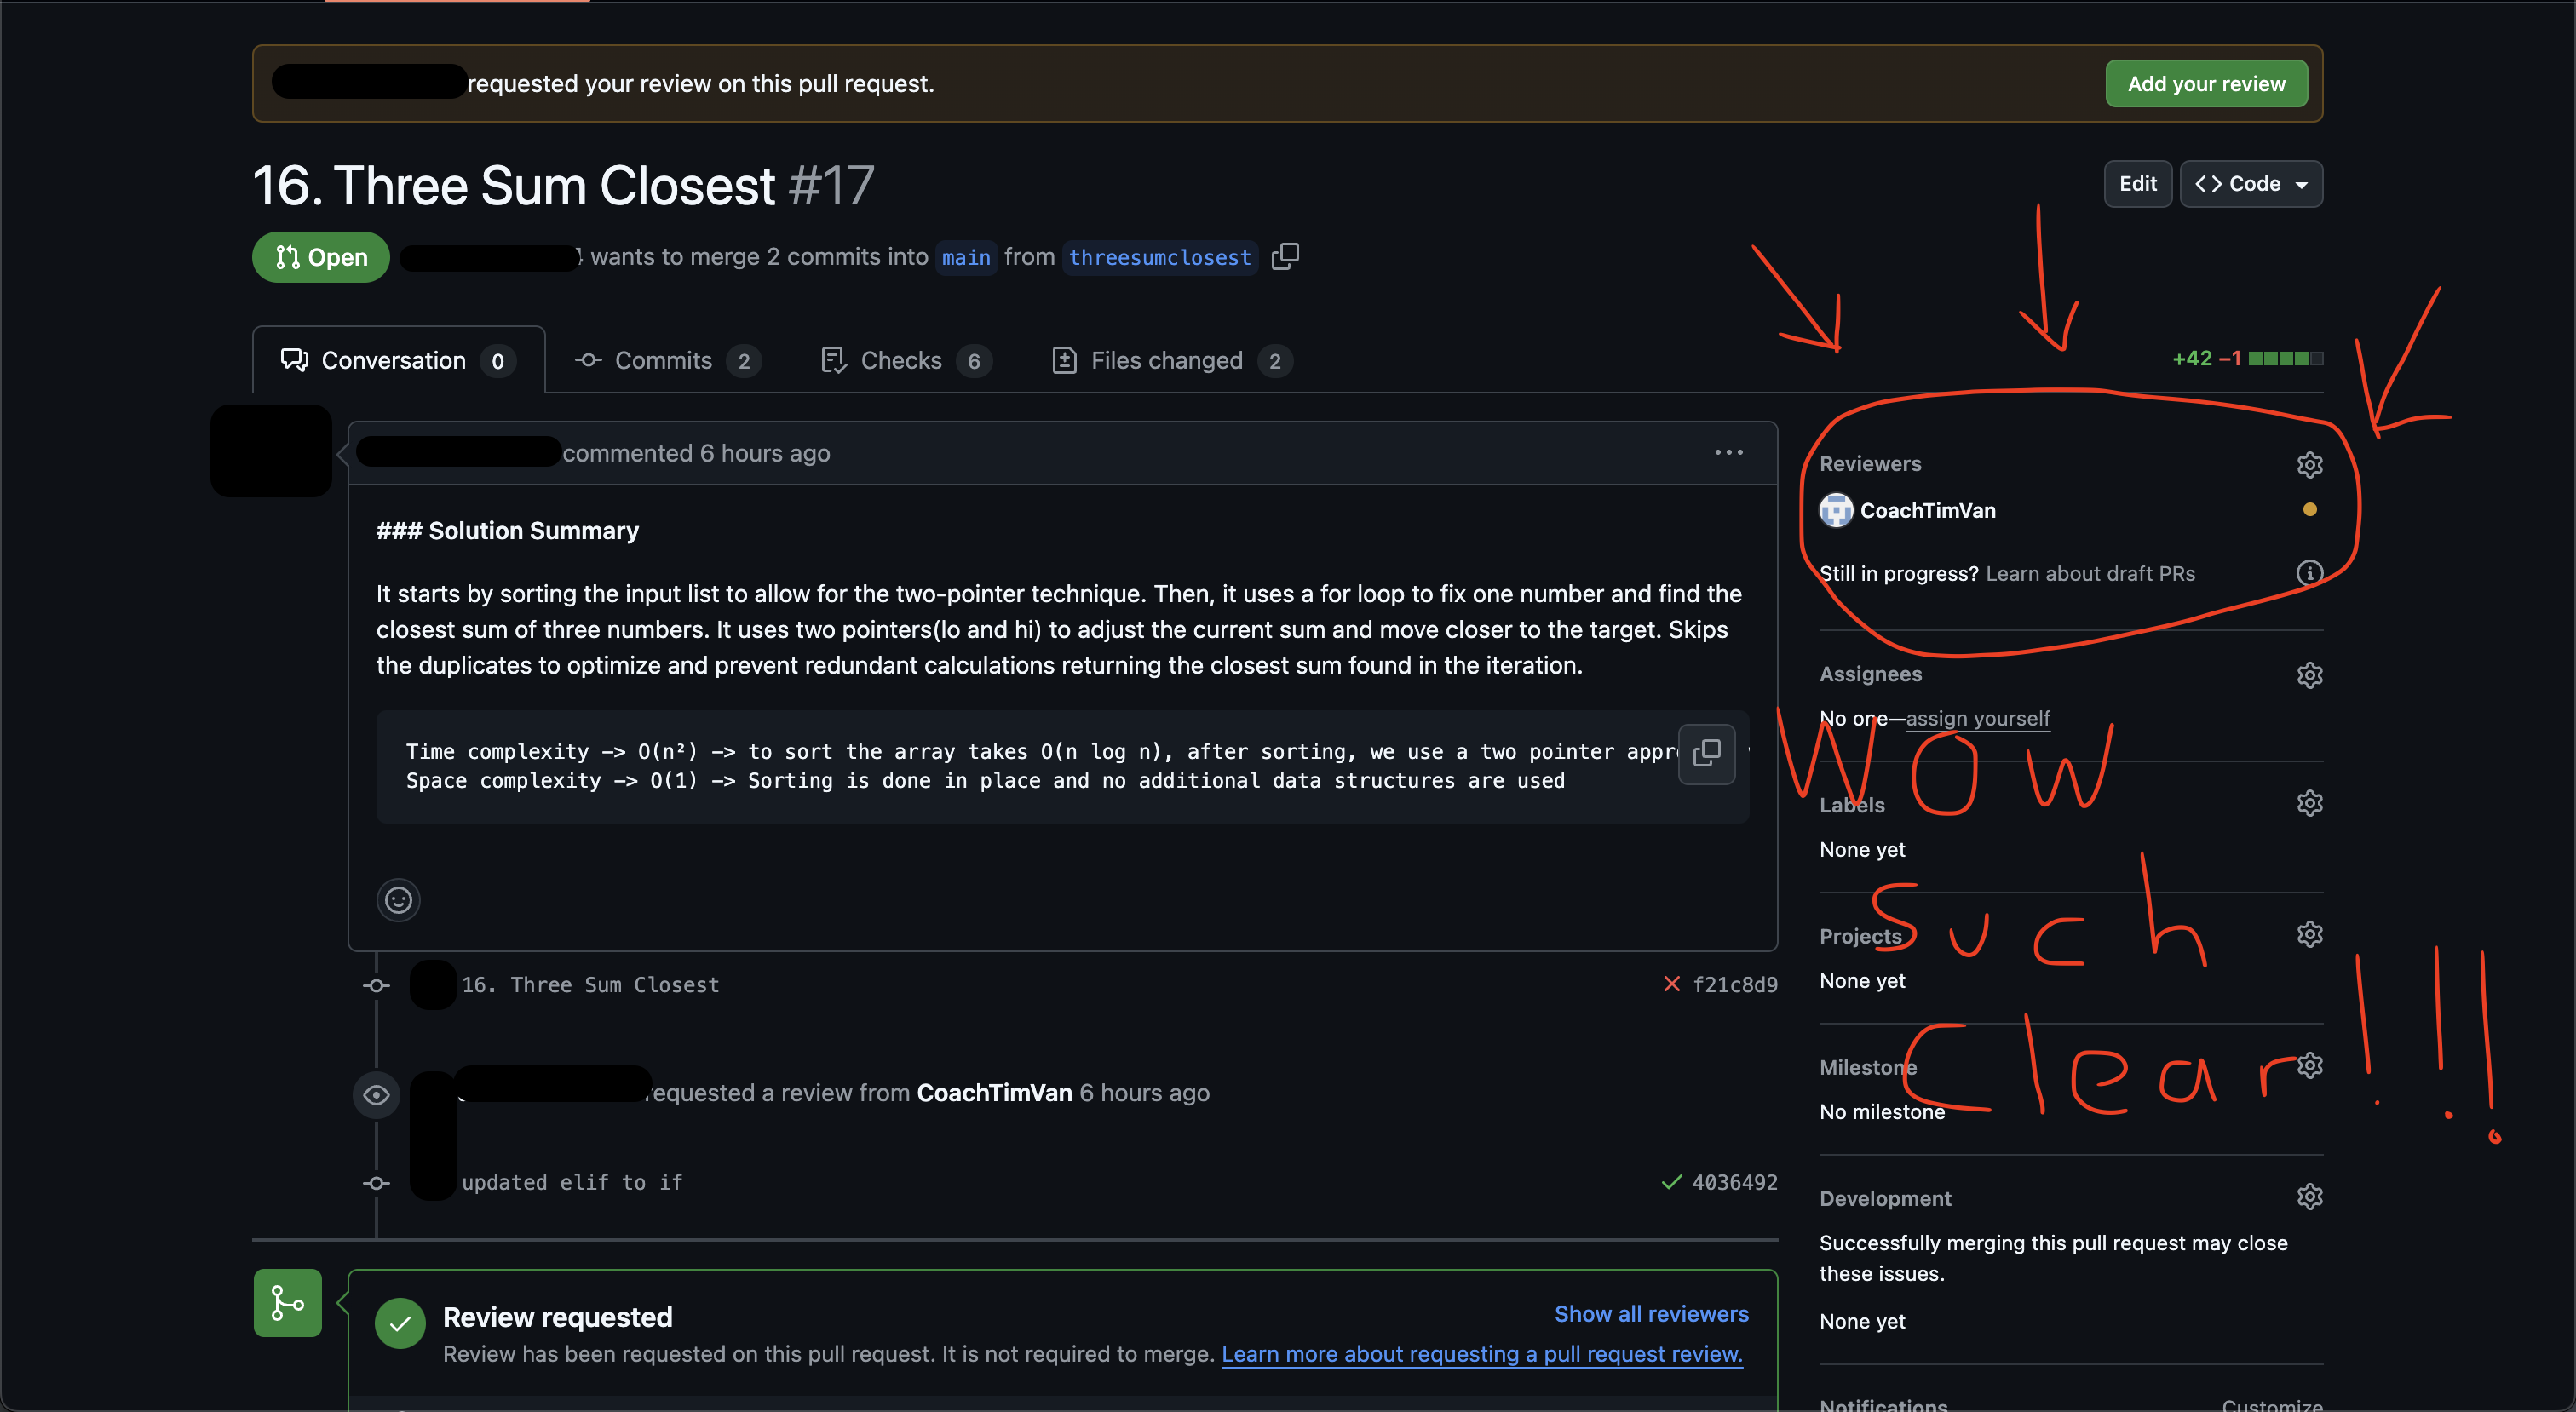 requested your review on this pull request.
Add your review
16. Three Sum Closest #17
Edit
Code
Open
wants to merge 2 commits into main from threesumclosest
Conversation 0
Commits 2
Checks 6
Files changed 2
+42 −1
commented 6 hours ago
### Solution Summary
It starts by sorting the input list to allow for the two-pointer technique. Then, it uses a for loop to fix one number and find the
closest sum of three numbers. It uses two pointers(lo and hi) to adjust the current sum and move closer to the target. Skips
the duplicates to optimize and prevent redundant calculations returning the closest sum found in the iteration.
Time complexity -> O(n²) -> to sort the array takes O(n log n), after sorting, we use a two pointer
Space complexity -> O(1) -> Sorting is done in place and no additional data structures are used
16. Three Sum Closest
f21c8d9
requested a review from CoachTimVan 6 hours ago
updated elif to if
4036492
Review requested
Show all reviewers
Review has been requested on this pull request. It is not required to merge. Learn more about requesting a pull request review.
Reviewers
CoachTimVan
Still in progress? Learn about draft PRs
Assignees
No one—assign yourself
Labels
None yet
Projects
None yet
Milestone
No milestone
Development
Successfully merging this pull request may close
these issues.
None yet
Notifications
Customize
Wow
Such
Clear!!!